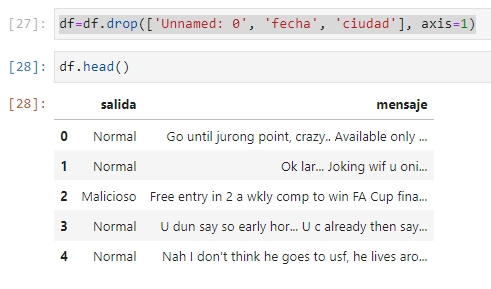 [27]: df=df.drop(['Unnamed: 0', 'fecha', 'ciudad'], axis=1)
[28]: df.head()
[28]: salida mensaje
0 Normal Go until jurong point, crazy.. Available only ...
1 Normal Ok lar... Joking wif u oni...
2 Malicioso Free entry in 2 a wkly comp to win FA Cup fina...
3 Normal U dun say so early hor... U c already then say...
4 Normal Nah I don't think he goes to usf, he lives aro...